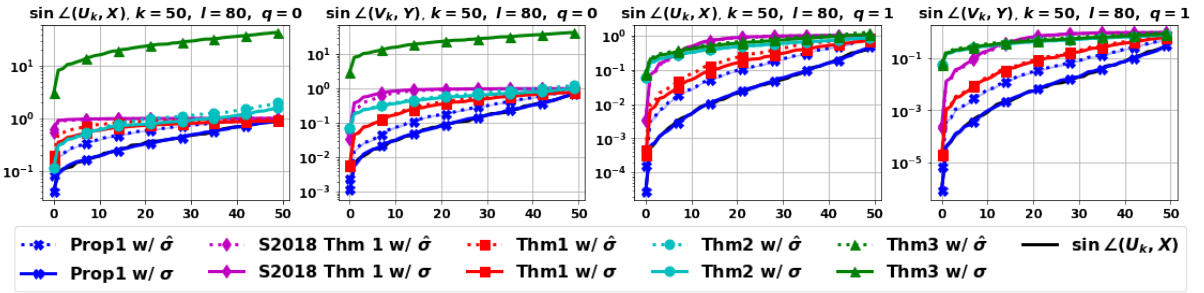 sin ∠(U_k, X), k = 50, l = 80, q = 0
sin ∠(V_k, Y), k = 50, l = 80, q = 0
sin ∠(U_k, X), k = 50, l = 80, q = 1
sin ∠(V_k, Y), k = 50, l = 80, q = 1
10^1
10^0
10^-1
0 10 20 30 40 50
10^1
10^0
10^-1
10^-2
10^-3
0 10 20 30 40 50
10^0
10^-1
10^-2
10^-3
10^-4
0 10 20 30 40 50
10^-1
10^-3
10^-5
0 10 20 30 40 50
Prop1 w/ σ̂
S2018 Thm 1 w/ σ̂
Thm1 w/ σ̂
Thm2 w/ σ̂
Thm3 w/ σ̂
sin ∠(U_k, X)
Prop1 w/ σ
S2018 Thm 1 w/ σ
Thm1 w/ σ
Thm2 w/ σ
Thm3 w/ σ